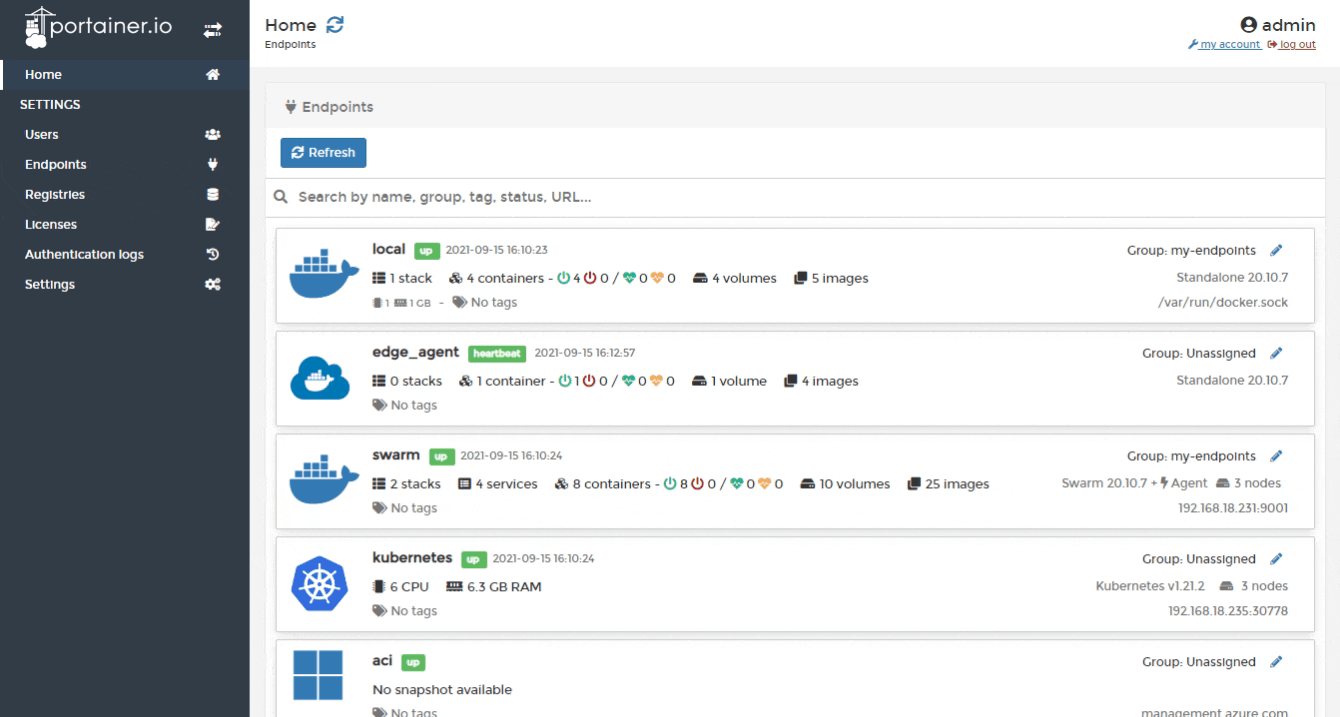 portainer.io
Home
SETTINGS
Users
Endpoints
Registries
Licenses
Authentication logs
Settings
Home
Endpoints
admin
my account log out
Endpoints
Refresh
Search by name, group, tag, status, URL...
local up 2021-09-15 16:10:23 Group: my-endpoints
1 stack 4 containers - 4 0 / 0 0 4 volumes 5 images Standalone 20.10.7
1 1 GB - No tags /var/run/docker.sock
edge_agent heartbeat 2021-09-15 16:12:57 Group: Unassigned
0 stacks 1 container - 1 0 / 0 0 1 volume 4 images Standalone 20.10.7
No tags
swarm up 2021-09-15 16:10:24 Group: my-endpoints
2 stacks 4 services 8 containers - 8 0 / 0 0 10 volumes 25 images Swarm 20.10.7 + Agent 3 nodes
No tags 192.168.18.231:9001
kubernetes up 2021-09-15 16:10:24 Group: Unassigned
6 CPU 6.3 GB RAM Kubernetes v1.21.2 3 nodes
No tags 192.168.18.235:30778
aci up Group: Unassigned
No snapshot available
No tags management.azure.com